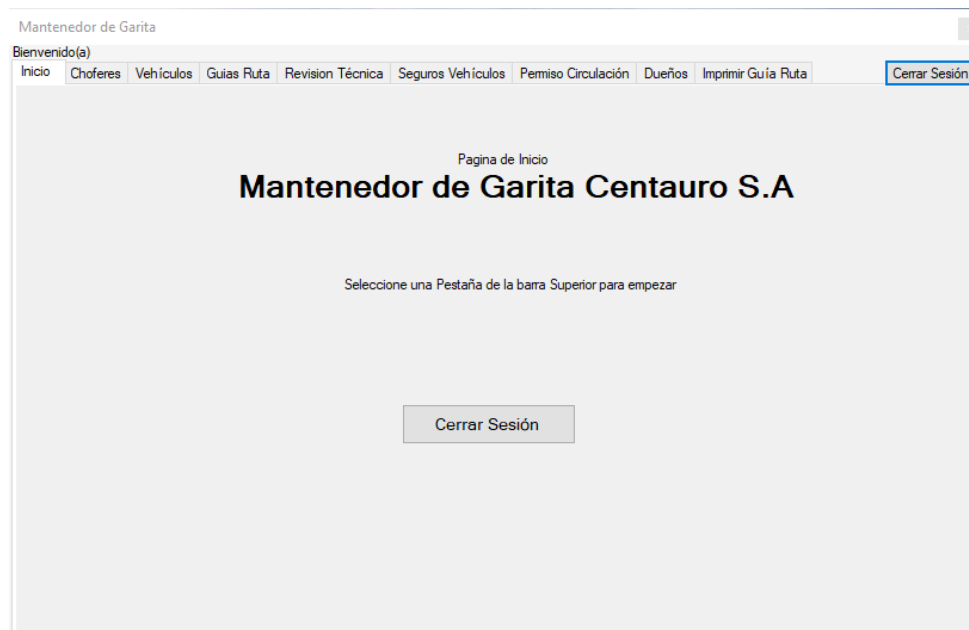 Mantenedor de Garita
Bienvenido(a)
Inicio Choferes Vehículos Guias Ruta Revision Técnica Seguros Vehículos Permiso Circulación Dueños Imprimir Guía Ruta Cerrar Sesión
Pagina de Inicio
Mantenedor de Garita Centauro S.A
Seleccione una Pestaña de la barra Superior para empezar
Cerrar Sesión